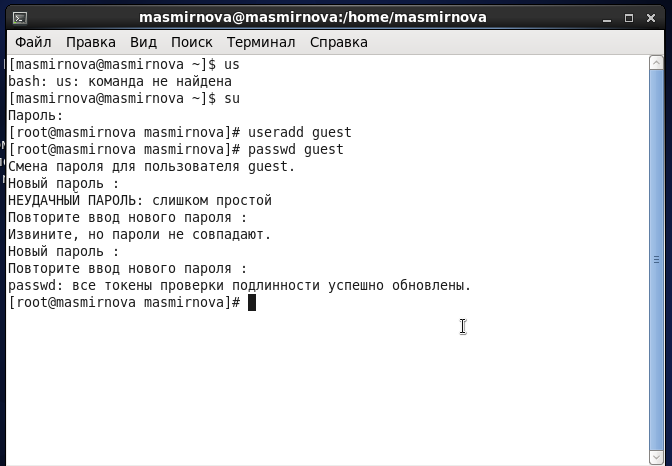 masmirnova@masmirnova:/home/masmirnova
Файл Правка Вид Поиск Терминал Справка
[masmirnova@masmirnova ~]$ us
bash: us: команда не найдена
[masmirnova@masmirnova ~]$ su
Пароль:
[root@masmirnova masmirnova]# useradd guest
[root@masmirnova masmirnova]# passwd guest
Смена пароля для пользователя guest.
Новый пароль :
НЕУДАЧНЫЙ ПАРОЛЬ: слишком простой
Повторите ввод нового пароля :
Извините, но пароли не совпадают.
Новый пароль :
Повторите ввод нового пароля :
passwd: все токены проверки подлинности успешно обновлены.
[root@masmirnova masmirnova]#